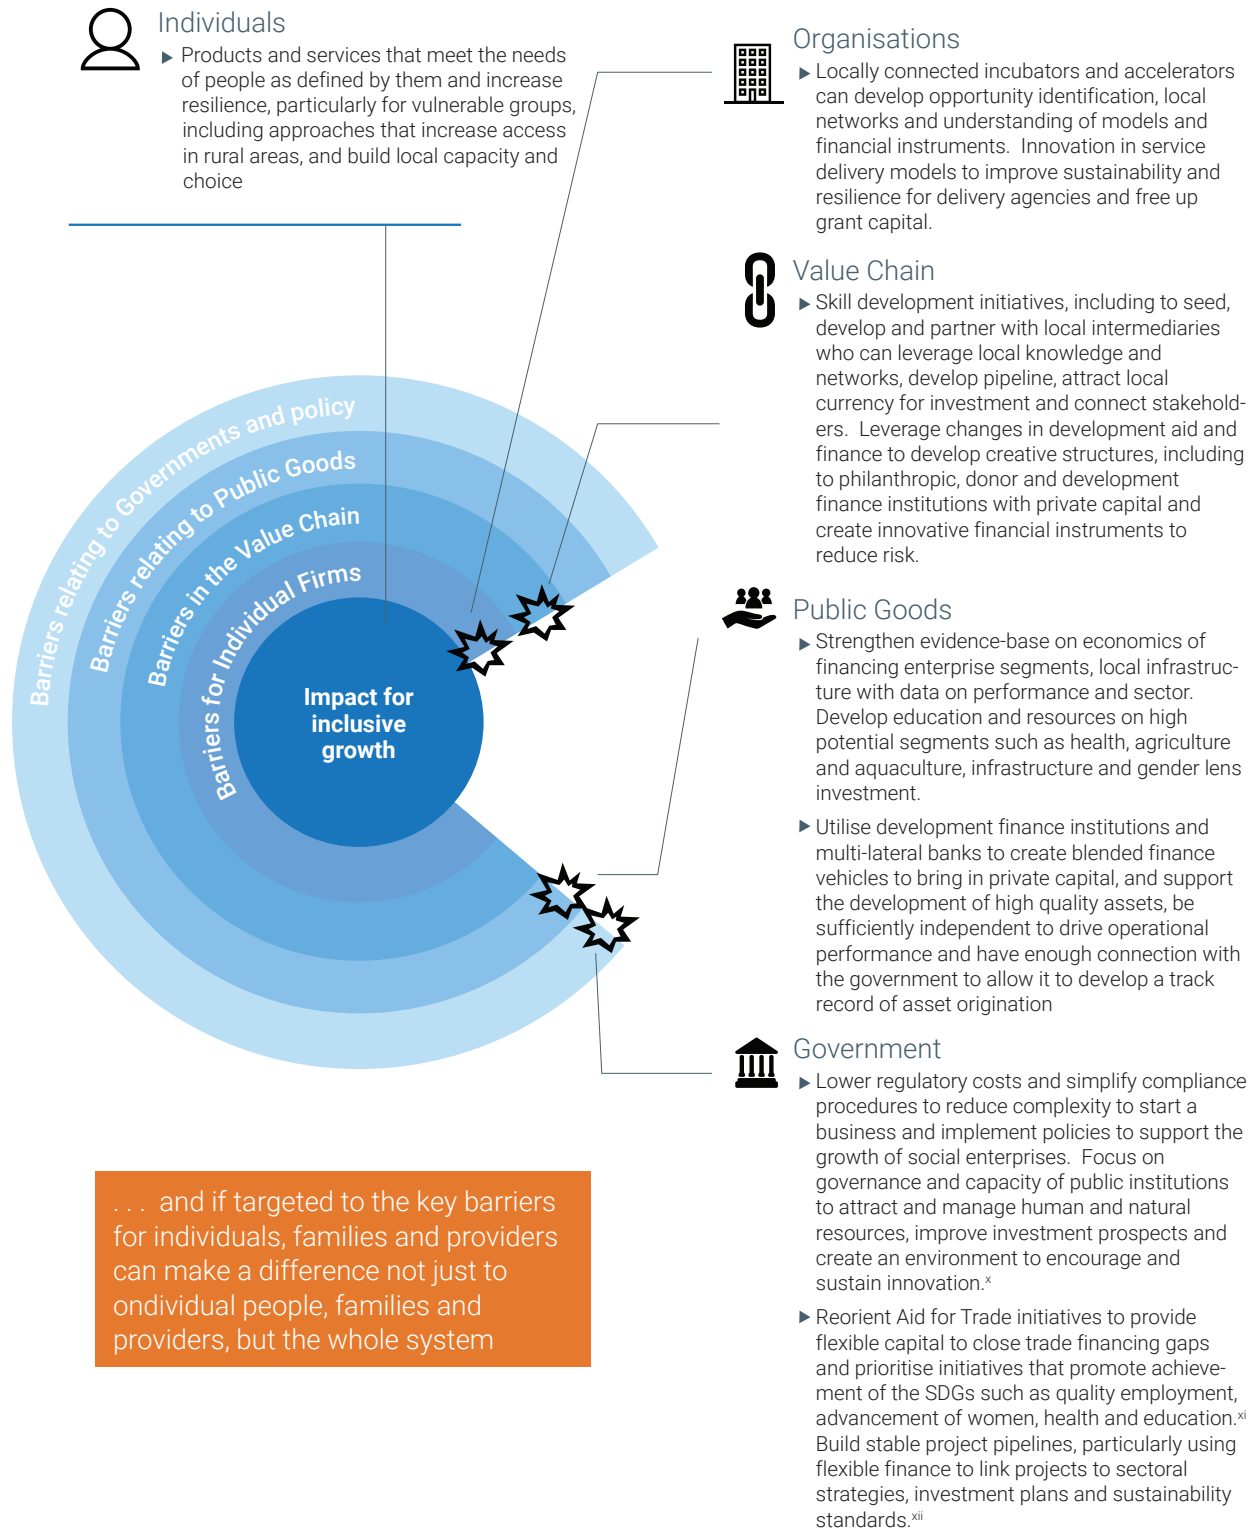 Individuals
▶ Products and services that meet the needs
of people as defined by them and increase
resilience, particularly for vulnerable groups,
including approaches that increase access
in rural areas, and build local capacity and
choice
Barriers relating to Governments and policy
Barriers relating to Public Goods
Barriers in the Value Chain
Barriers for Individual Firms
Impact for
inclusive
growth
. . . and if targeted to the key barriers
for individuals, families and providers
can make a difference not just to
ondividual people, families and
providers, but the whole system
Organisations
▶ Locally connected incubators and accelerators
can develop opportunity identification, local
networks and understanding of models and
financial instruments. Innovation in service
delivery models to improve sustainability and
resilience for delivery agencies and free up
grant capital.
Value Chain
▶ Skill development initiatives, including to seed,
develop and partner with local intermediaries
who can leverage local knowledge and
networks, develop pipeline, attract local
currency for investment and connect stakehold-
ers. Leverage changes in development aid and
finance to develop creative structures, including
to philanthropic, donor and development
finance institutions with private capital and
create innovative financial instruments to
reduce risk.
Public Goods
▶ Strengthen evidence-base on economics of
financing enterprise segments, local infrastruc-
ture with data on performance and sector.
Develop education and resources on high
potential segments such as health, agriculture
and aquaculture, infrastructure and gender lens
investment.
▶ Utilise development finance institutions and
multi-lateral banks to create blended finance
vehicles to bring in private capital, and support
the development of high quality assets, be
sufficiently independent to drive operational
performance and have enough connection with
the government to allow it to develop a track
record of asset origination
Government
▶ Lower regulatory costs and simplify compliance
procedures to reduce complexity to start a
business and implement policies to support the
growth of social enterprises. Focus on
governance and capacity of public institutions
to attract and manage human and natural
resources, improve investment prospects and
create an environment to encourage and
sustain innovation.x
▶ Reorient Aid for Trade initiatives to provide
flexible capital to close trade financing gaps
and prioritise initiatives that promote achieve-
ment of the SDGs such as quality employment,
advancement of women, health and education.xi
Build stable project pipelines, particularly using
flexible finance to link projects to sectoral
strategies, investment plans and sustainability
standards.xii